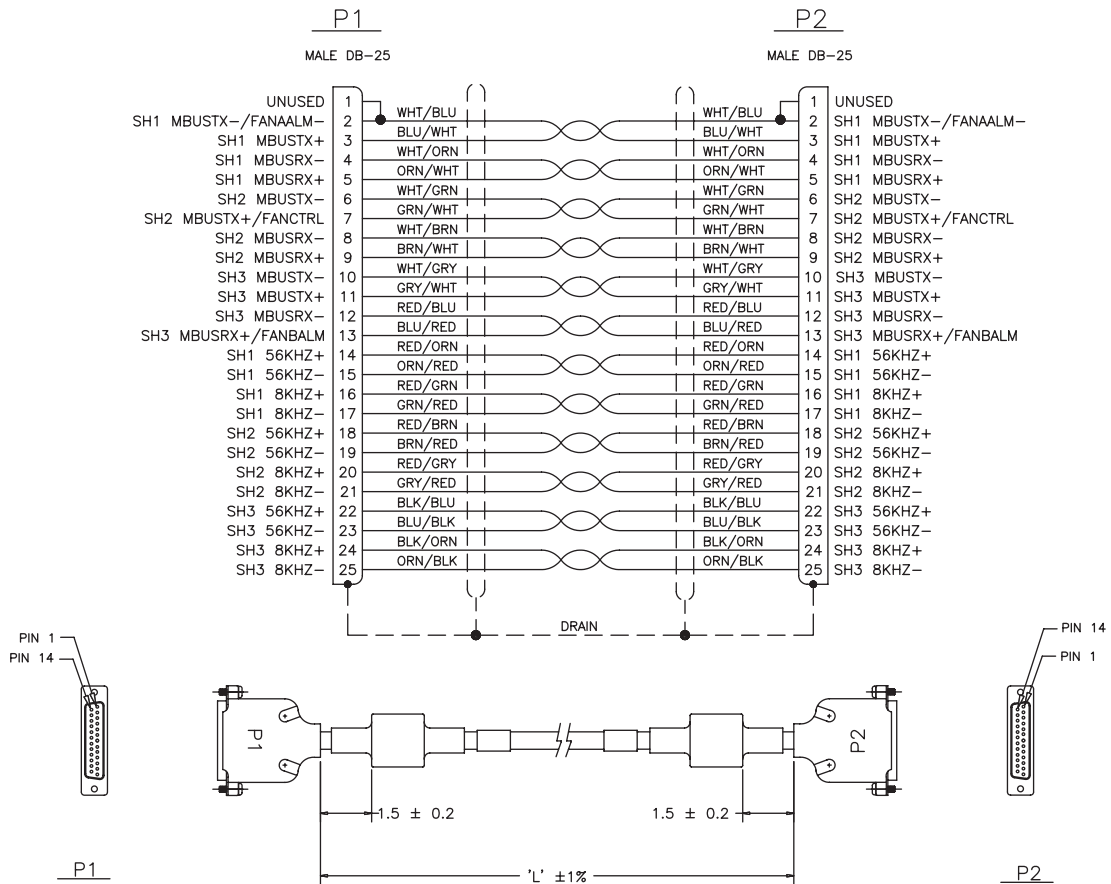 P1 P2
MALE DB-25 MALE DB-25
UNUSED 1 1 UNUSED
SH1 MBUSTX-/FANAALM- 2 WHT/BLU WHT/BLU 2 SH1 MBUSTX-/FANAALM-
SH1 MBUSTX+ 3 BLU/WHT BLU/WHT 3 SH1 MBUSTX+
SH1 MBUSRX- 4 WHT/ORN WHT/ORN 4 SH1 MBUSRX-
SH1 MBUSRX+ 5 ORN/WHT ORN/WHT 5 SH1 MBUSRX+
SH2 MBUSTX- 6 WHT/GRN WHT/GRN 6 SH2 MBUSTX-
SH2 MBUSTX+/FANCTRL 7 GRN/WHT GRN/WHT 7 SH2 MBUSTX+/FANCTRL
SH2 MBUSRX- 8 WHT/BRN WHT/BRN 8 SH2 MBUSRX-
SH2 MBUSRX+ 9 BRN/WHT BRN/WHT 9 SH2 MBUSRX+
SH3 MBUSTX- 10 WHT/GRY WHT/GRY 10 SH3 MBUSTX-
SH3 MBUSTX+ 11 GRY/WHT GRY/WHT 11 SH3 MBUSTX+
SH3 MBUSRX- 12 RED/BLU RED/BLU 12 SH3 MBUSRX-
SH3 MBUSRX+/FANBALM 13 BLU/RED BLU/RED 13 SH3 MBUSRX+/FANBALM
SH1 56KHZ+ 14 RED/ORN RED/ORN 14 SH1 56KHZ+
SH1 56KHZ- 15 ORN/RED ORN/RED 15 SH1 56KHZ-
SH1 8KHZ+ 16 RED/GRN RED/GRN 16 SH1 8KHZ+
SH1 8KHZ- 17 GRN/RED GRN/RED 17 SH1 8KHZ-
SH2 56KHZ+ 18 RED/BRN RED/BRN 18 SH2 56KHZ+
SH2 56KHZ- 19 BRN/RED BRN/RED 19 SH2 56KHZ-
SH2 8KHZ+ 20 RED/GRY RED/GRY 20 SH2 8KHZ+
SH2 8KHZ- 21 GRY/RED GRY/RED 21 SH2 8KHZ-
SH3 56KHZ+ 22 BLK/BLU BLK/BLU 22 SH3 56KHZ+
SH3 56KHZ- 23 BLU/BLK BLU/BLK 23 SH3 56KHZ-
SH3 8KHZ+ 24 BLK/ORN BLK/ORN 24 SH3 8KHZ+
SH3 8KHZ- 25 ORN/BLK ORN/BLK 25 SH3 8KHZ-
DRAIN
PIN 1 PIN 14
PIN 14 PIN 1
P1 P2
1.5 ± 0.2 1.5 ± 0.2
P1 'L' ±1% P2